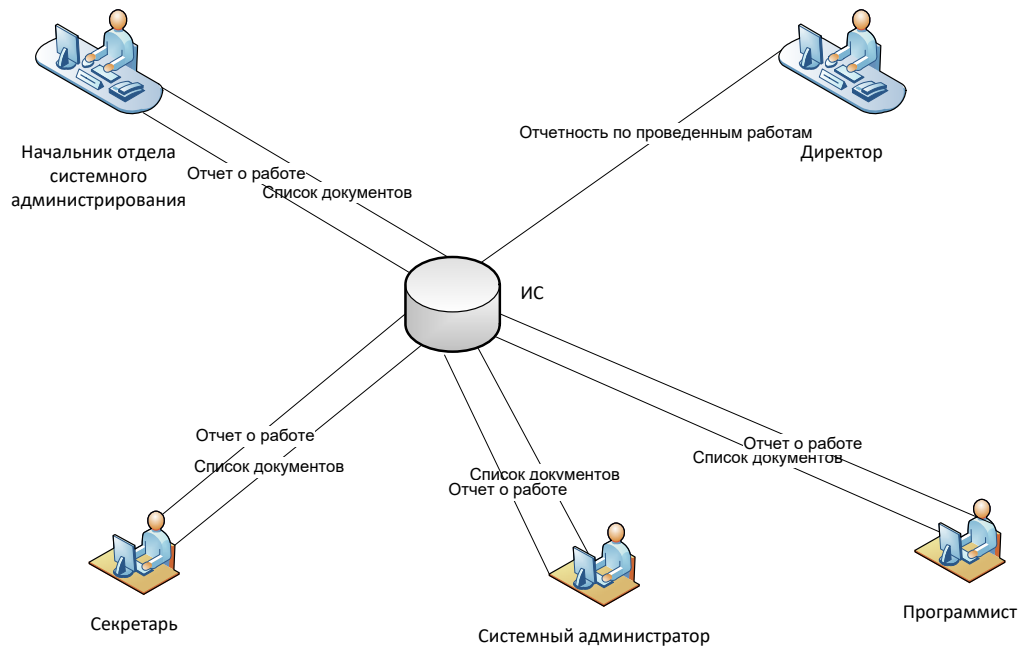 Отчетность по проведенным работам
Директор
Начальник отдела
системного
администрирования
Отчет о работе
Список документов
ИС
Отчет о работе
Список документов
Список документов
Отчет о работе
Отчет о работе
Список документов
Секретарь
Системный администратор
Программист